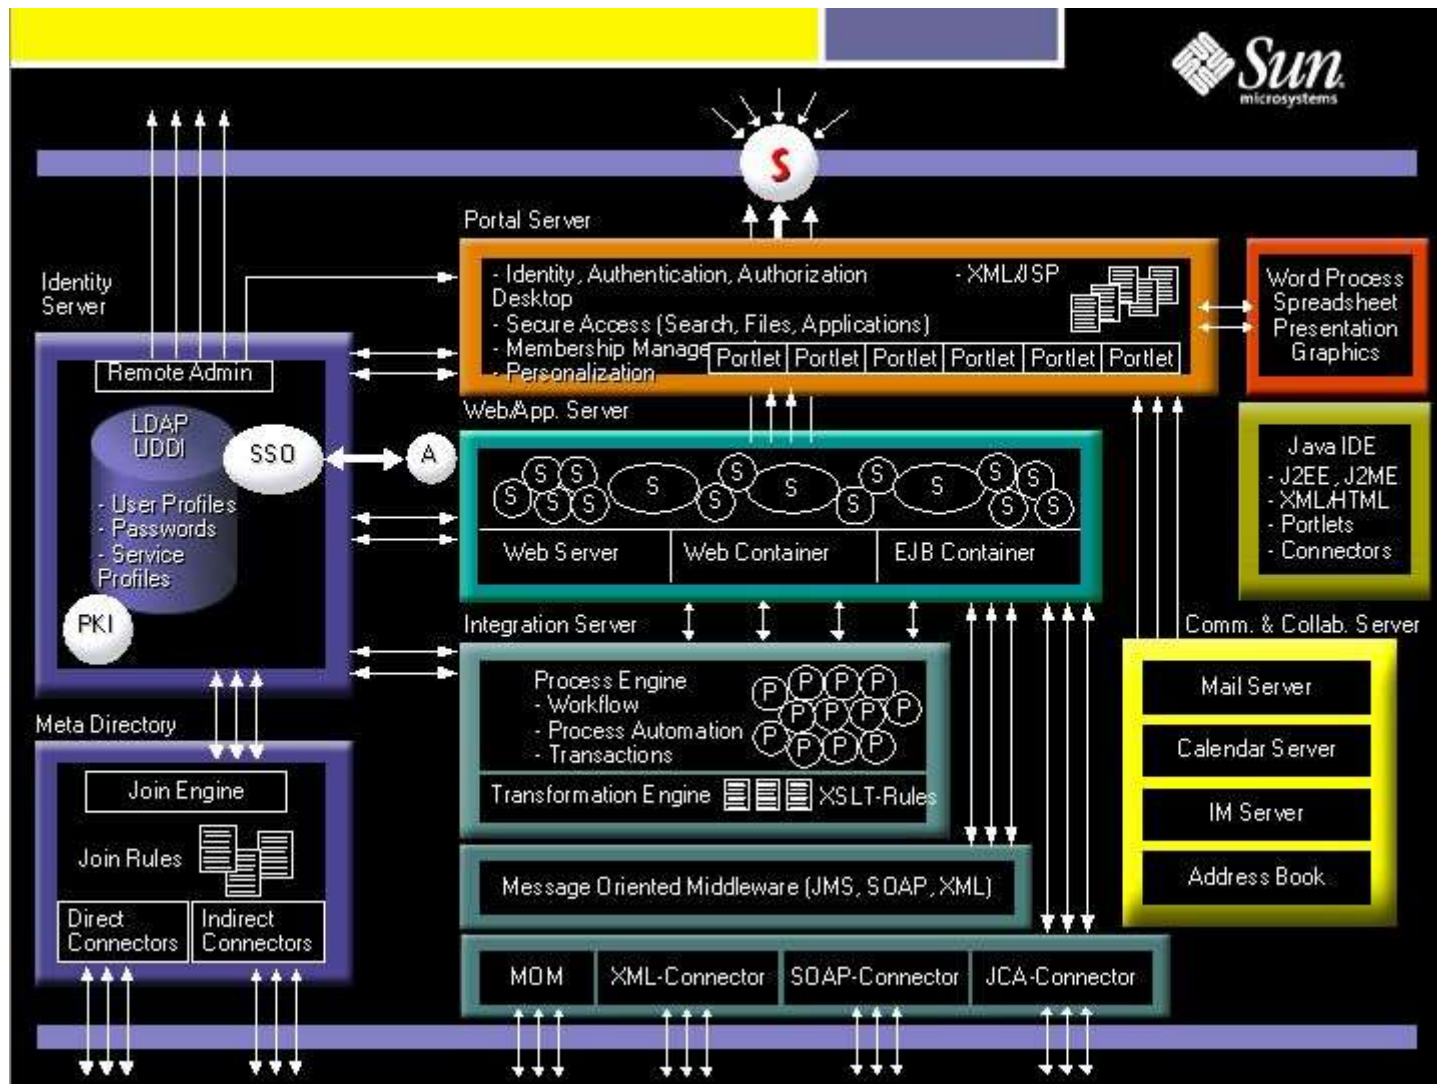 Sun
microsystems
S
Portal Server
- Identity, Authentication, Authorization
- XML/JSP
Desktop
- Secure Access (Search, Files, Applications)
- Membership Manage
- Personalization
Portlet Portlet Portlet Portlet Portlet Portlet
Word Process
Spreadsheet
Presentation
Graphics
Identity
Server
Remote Admin
LDAP
UDDI
SSO
A
- User Profiles
- Passwords
- Service
Profiles
PKI
Web/App. Server
S S S S S S S S S S S S S S S S S
Web Server
Web Container
EJB Container
Java IDE
- J2EE, J2ME
- XML/HTML
- Portlets
- Connectors
Integration Server
Process Engine
- Workflow
- Process Automation
- Transactions
P P P P P P P P P P P P P
Transformation Engine
XSLT-Rules
Comm. & Collab. Server
Mail Server
Calendar Server
IM Server
Address Book
Meta Directory
Join Engine
Join Rules
Direct
Connectors
Indirect
Connectors
Message Oriented Middleware (JMS, SOAP, XML)
MOM
XML-Connector
SOAP-Connector
JCA-Connector